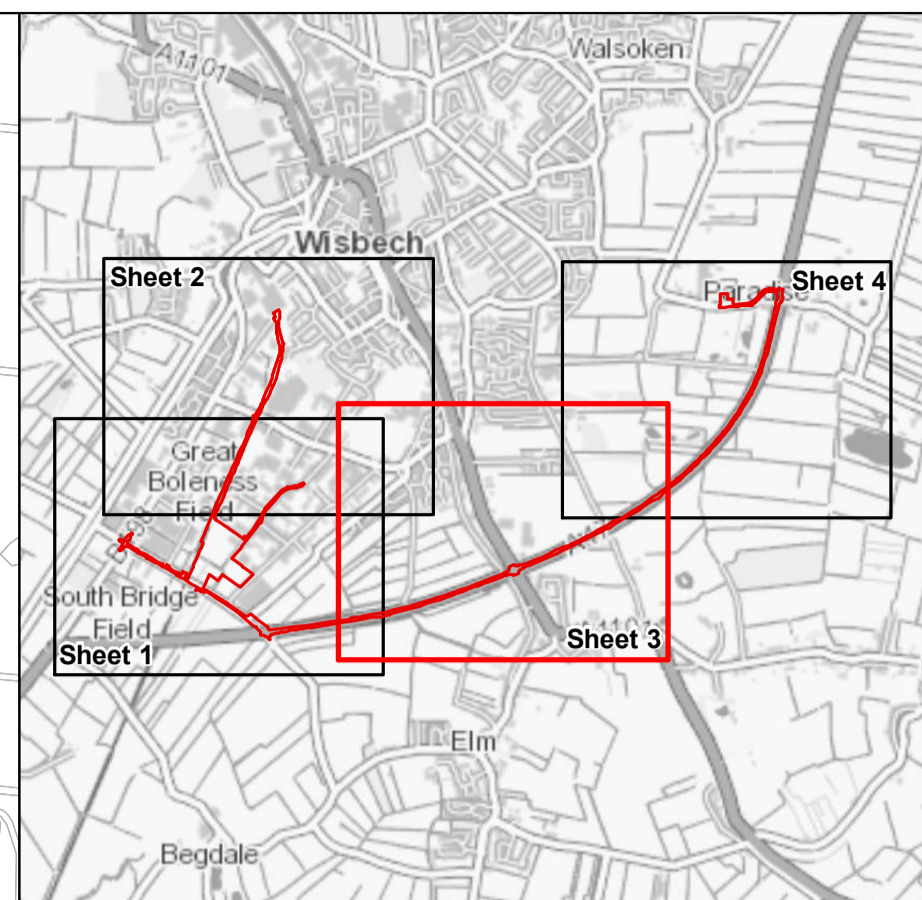 Walsoken
A1101
Wisbech
Sheet 2
Paradise
Sheet 4
Great
Boleness
Field
South Bridge
Field
Sheet 1
Sheet 3
Elm
Begdale